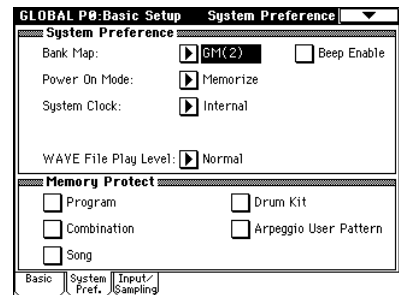 GLOBAL P0:Basic Setup System Preference
System Preference
Bank Map: GM(2) Beep Enable
Power On Mode: Memorize
System Clock: Internal
WAVE File Play Level: Normal
Memory Protect
Program Drum Kit
Combination Arpeggio User Pattern
Song
Basic System Pref. Input/Sampling